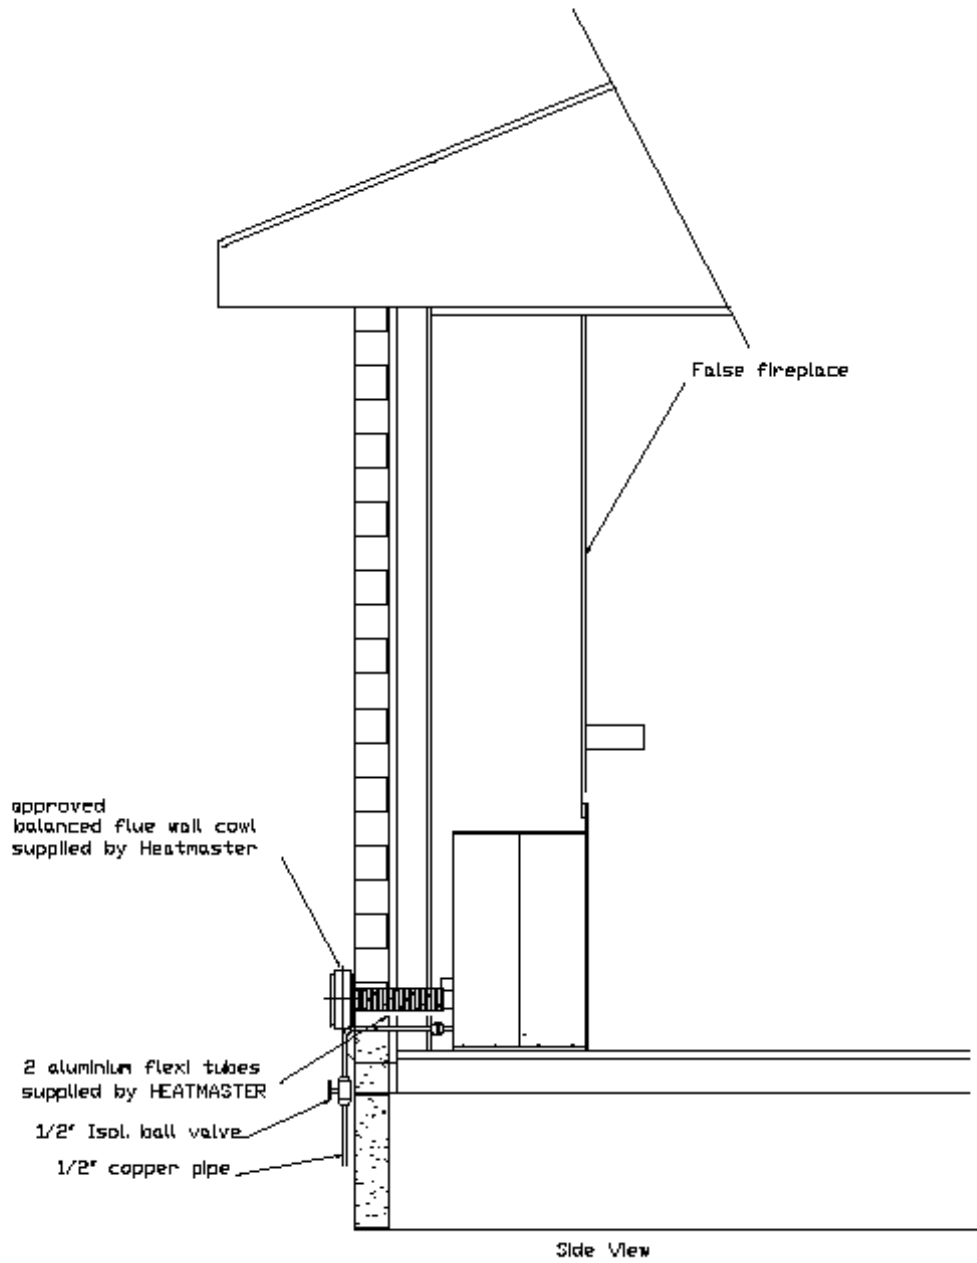 False fireplace
approved
balanced flue wall cowl
supplied by Heatmaster
2 aluminium flexi tubes
supplied by HEATMASTER
1/2" Isol. ball valve
1/2" copper pipe
Side View